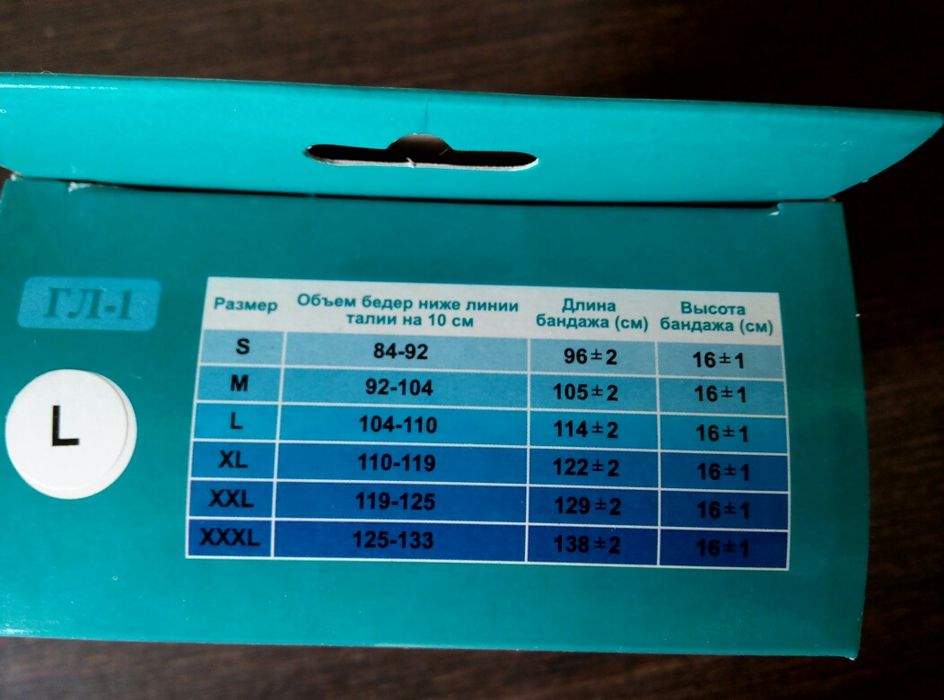 ГЛ-1
L
Размер Объем бедер ниже линии талии на 10 см Длина бандажа (см) Высота бандажа (см)
S 84-92 96±2 16±1
M 92-104 105±2 16±1
L 104-110 114±2 16±1
XL 110-119 122±2 16±1
XXL 119-125 129±2 16±1
XXXL 125-133 138±2 16±1